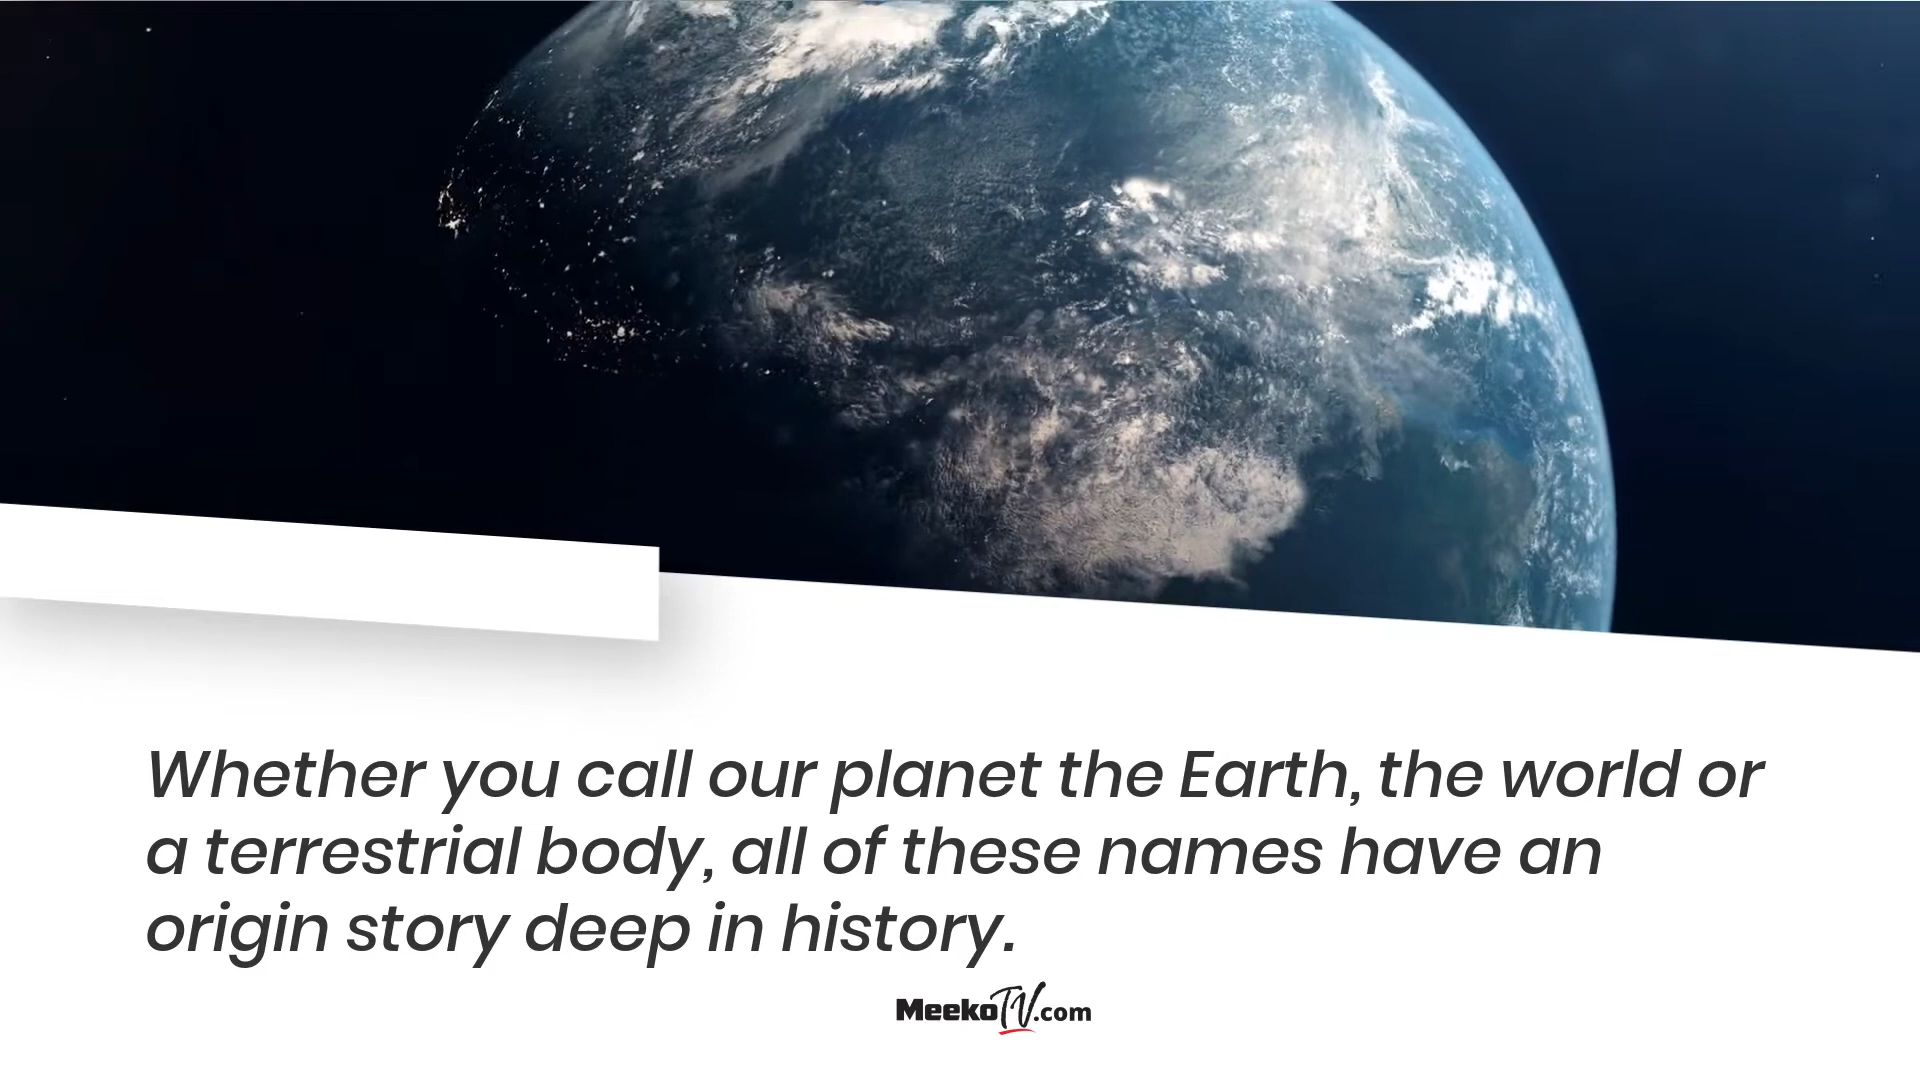 Whether you call our planet the Earth, the world or
a terrestrial body, all of these names have an
origin story deep in history.
MeekoTV.com